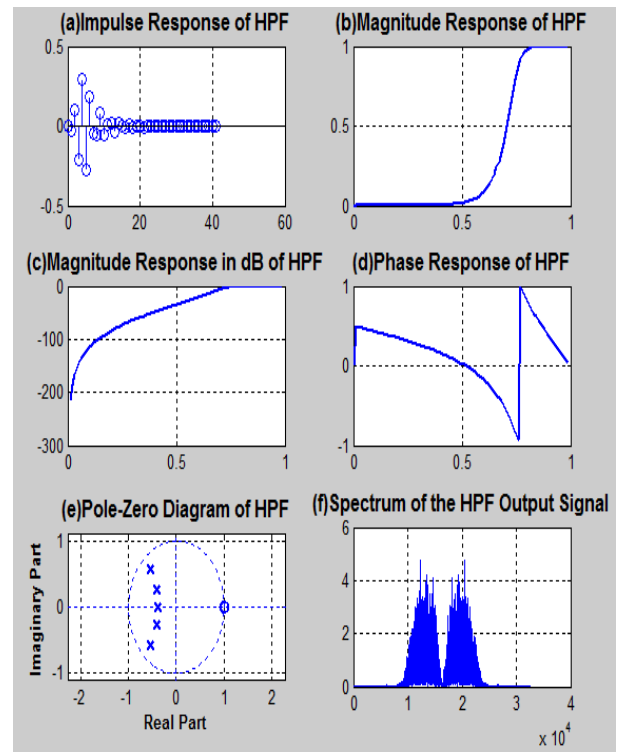 (a)Impulse Response of HPF
0.5
0
-0.5
0 20 40 60
(b)Magnitude Response of HPF
1
0.5
0
0 0.5 1
(c)Magnitude Response in dB of HPF
0
-100
-200
-300
0 0.5 1
(d)Phase Response of HPF
1
0
-1
0 0.5 1
(e)Pole-Zero Diagram of HPF
Imaginary Part
1
0
-1
-2 -1 0 1 2
Real Part
(f)Spectrum of the HPF Output Signal
6
4
2
0
0 1 2 3 4
x 10^4